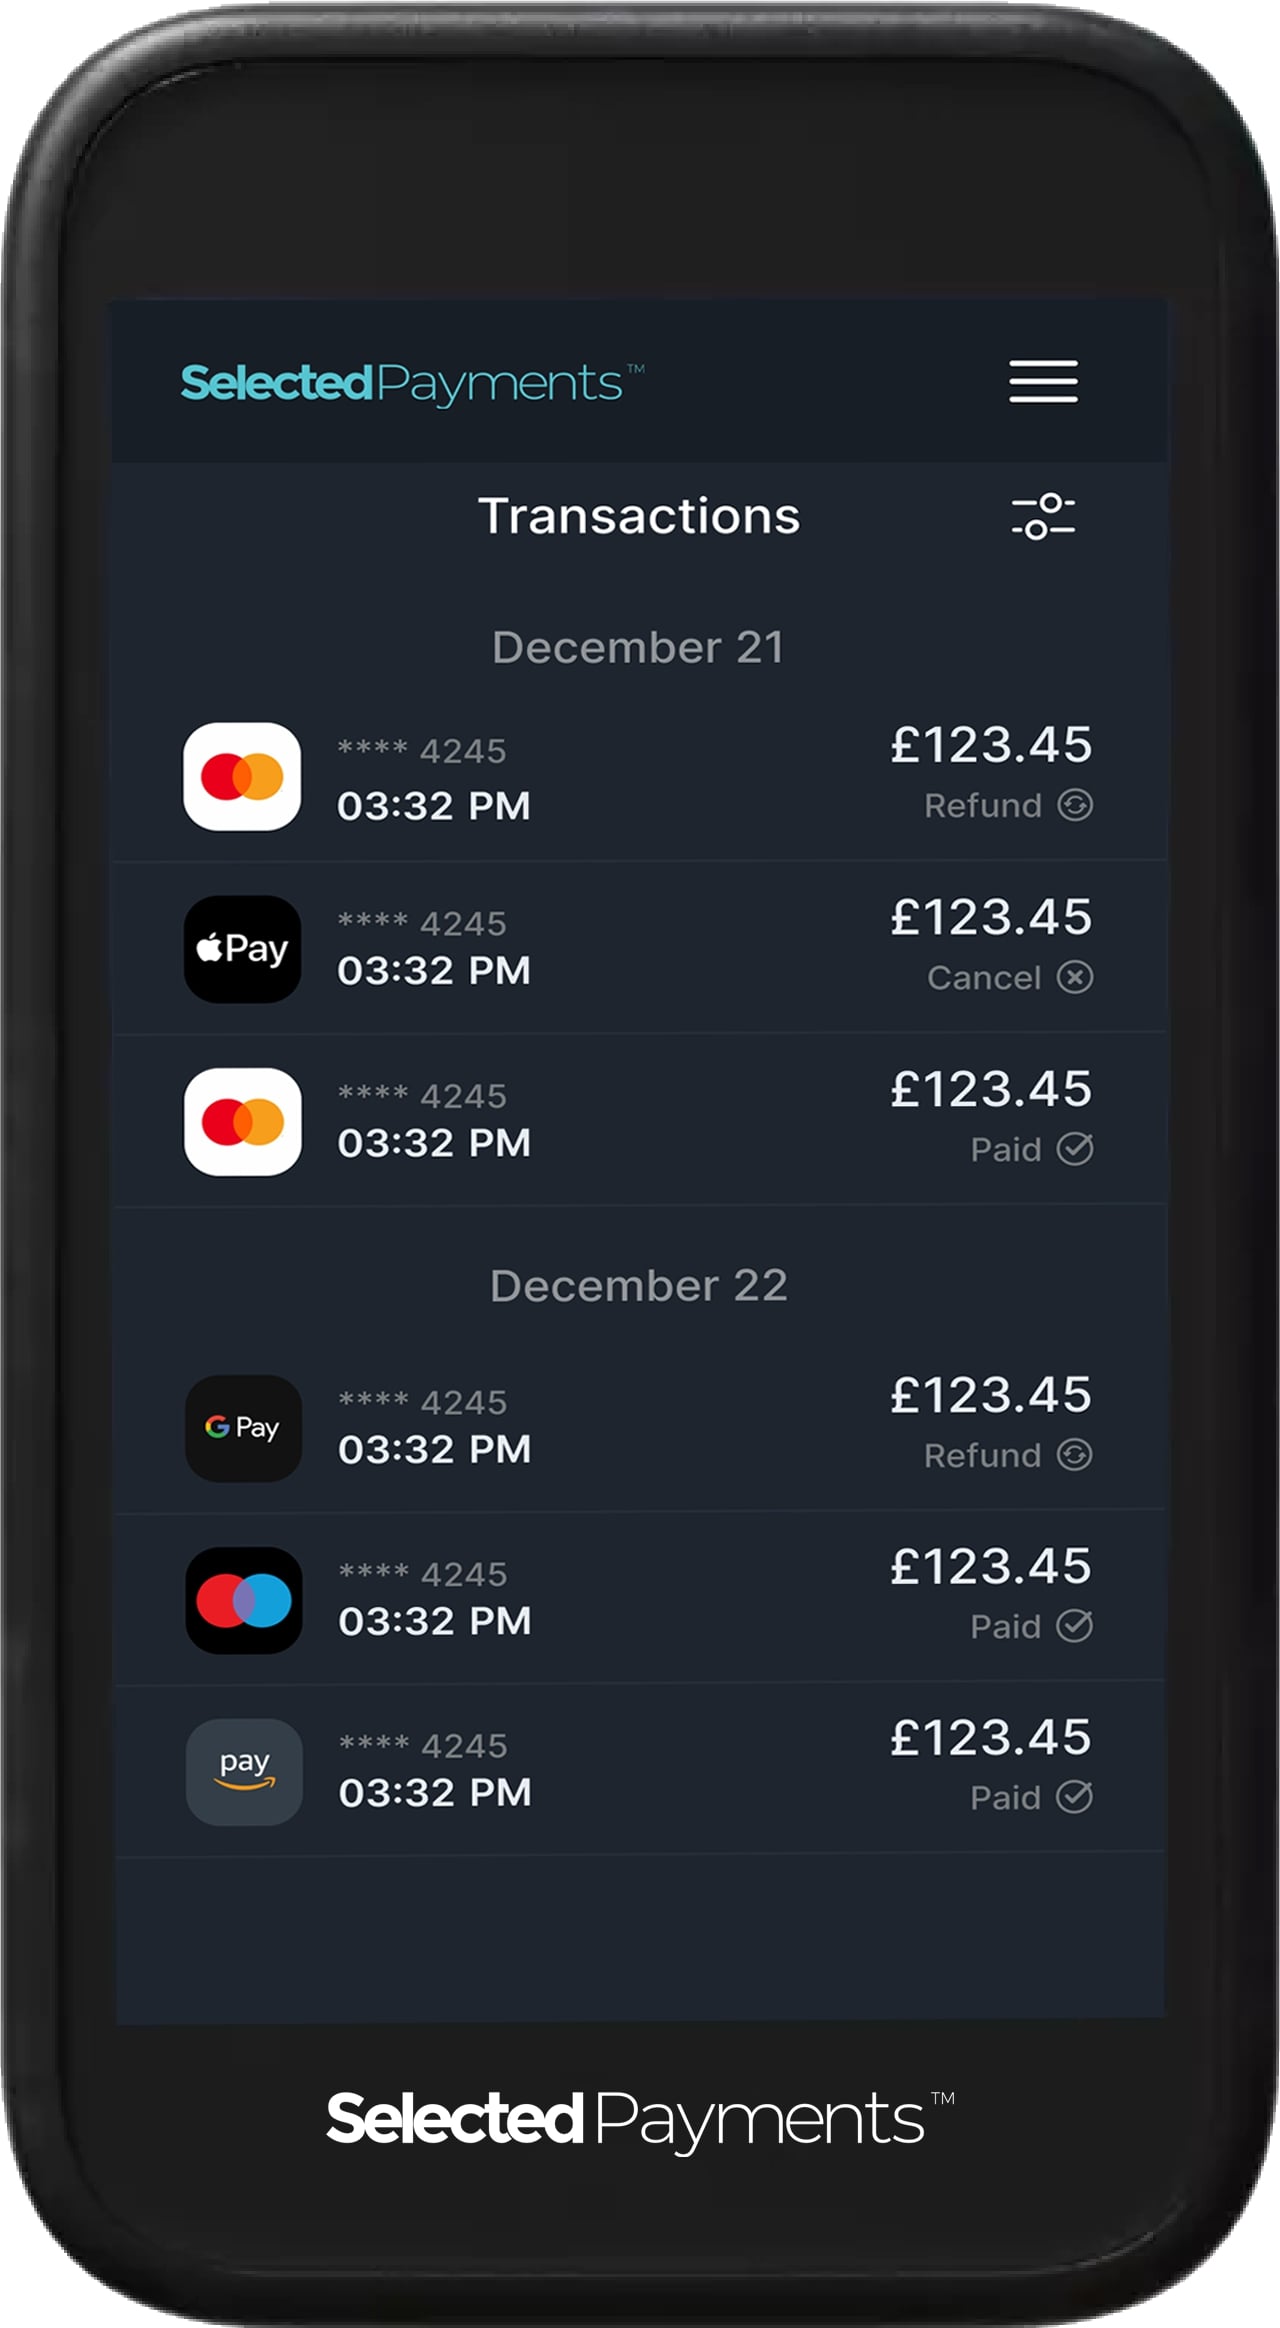 SelectedPayments™
Transactions
December 21
**** 4245
£123.45
03:32 PM
Refund
Pay
**** 4245
£123.45
03:32 PM
Cancel
**** 4245
£123.45
03:32 PM
Paid
December 22
G Pay
**** 4245
£123.45
03:32 PM
Refund
**** 4245
£123.45
03:32 PM
Paid
pay
**** 4245
£123.45
03:32 PM
Paid
SelectedPayments™